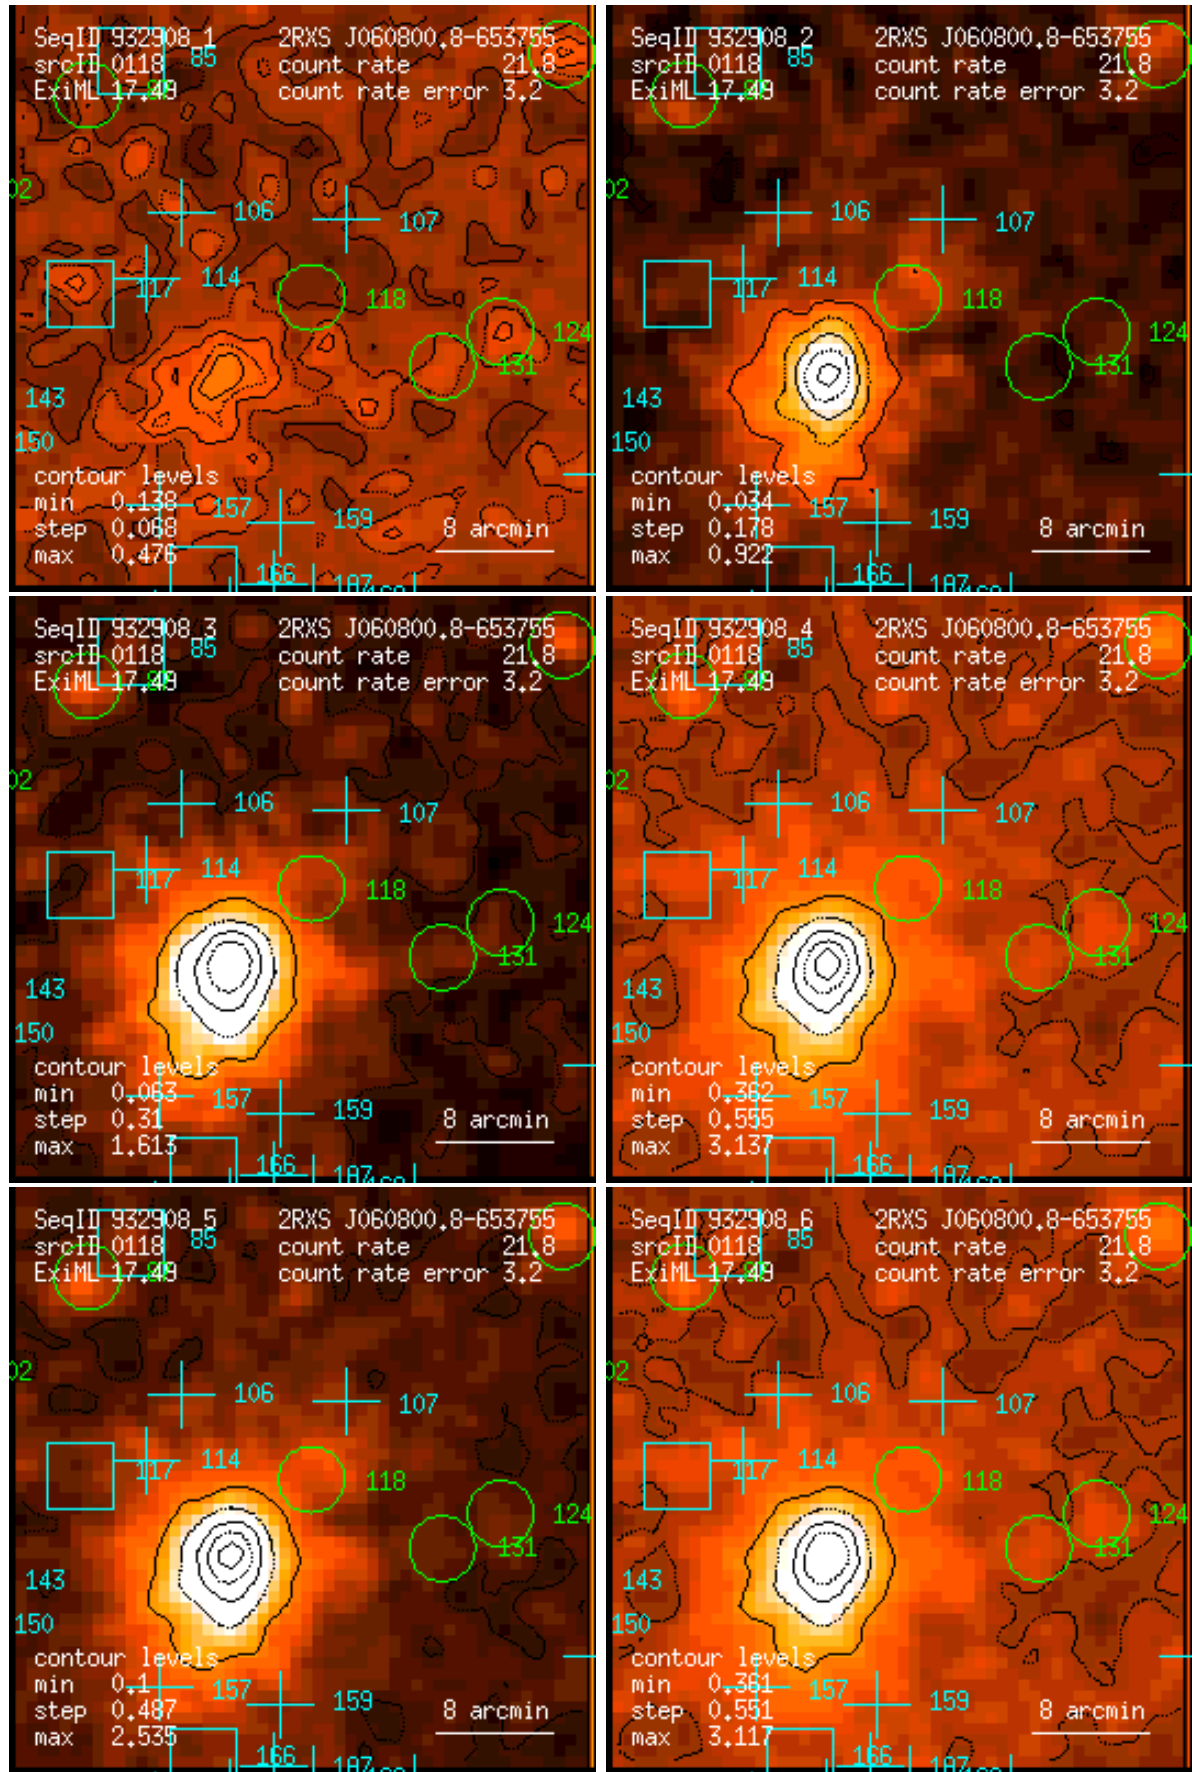 SeqID 932908_1 2RXS J060800.8-653755
srcID 0118 85 count rate 21.8
ExiML 17.49 count rate error 3.2
02
106 107
117 114 118
124
131
143
150
contour levels
min 0.138 157 159
step 0.068 8 arcmin
max 0.476
166 187
SeqID 932908_2 2RXS J060800.8-653755
srcID 0118 85 count rate 21.8
ExiML 17.49 count rate error 3.2
02
106 107
117 114 118
124
131
143
150
contour levels
min 0.034 157 159
step 0.178 8 arcmin
max 0.922
166 187
SeqID 932908_3 2RXS J060800.8-653755
srcID 0118 85 count rate 21.8
ExiML 17.49 count rate error 3.2
02
106 107
117 114 118
124
131
143
150
contour levels
min 0.063 157 159
step 0.31 8 arcmin
max 1.613
166 187
SeqID 932908_4 2RXS J060800.8-653755
srcID 0118 85 count rate 21.8
ExiML 17.49 count rate error 3.2
02
106 107
117 114 118
124
131
143
150
contour levels
min 0.362 157 159
step 0.555 8 arcmin
max 3.137
166 187
SeqID 932908_5 2RXS J060800.8-653755
srcID 0118 85 count rate 21.8
ExiML 17.49 count rate error 3.2
02
106 107
117 114 118
124
131
143
150
contour levels
min 0.1 157 159
step 0.487 8 arcmin
max 2.535
166 187
SeqID 932908_6 2RXS J060800.8-653755
srcID 0118 85 count rate 21.8
ExiML 17.49 count rate error 3.2
02
106 107
117 114 118
124
131
143
150
contour levels
min 0.361 157 159
step 0.551 8 arcmin
max 3.117
166 187